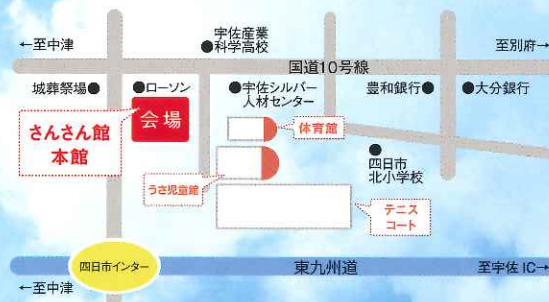 宇佐産業
●科学高校
←至中津
至別府→
国道10号線
城葬祭場●
●ローソン
●宇佐シルバー
人材センター
豊和銀行●
●大分銀行
さんさん館
本館
会場
体育館
●
四日市
北小学校
うさ児童館
テニス
コート
四日市インター
東九州道
至宇佐IC→
←至中津